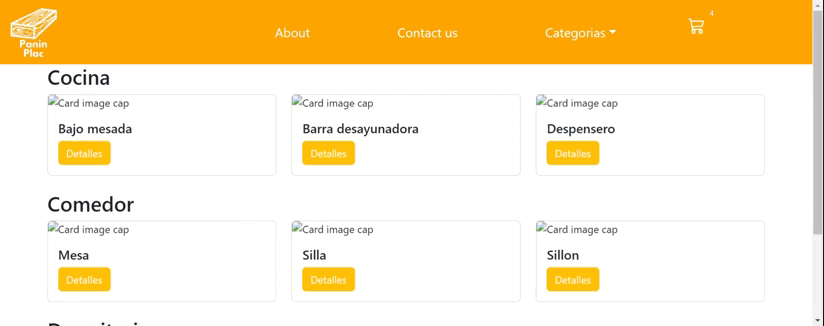 Panin
Plac
About
Contact us
Categorias
4
Cocina
Card image cap
Card image cap
Card image cap
Bajo mesada
Barra desayunadora
Despensero
Detalles
Detalles
Detalles
Comedor
Card image cap
Card image cap
Card image cap
Mesa
Silla
Sillon
Detalles
Detalles
Detalles